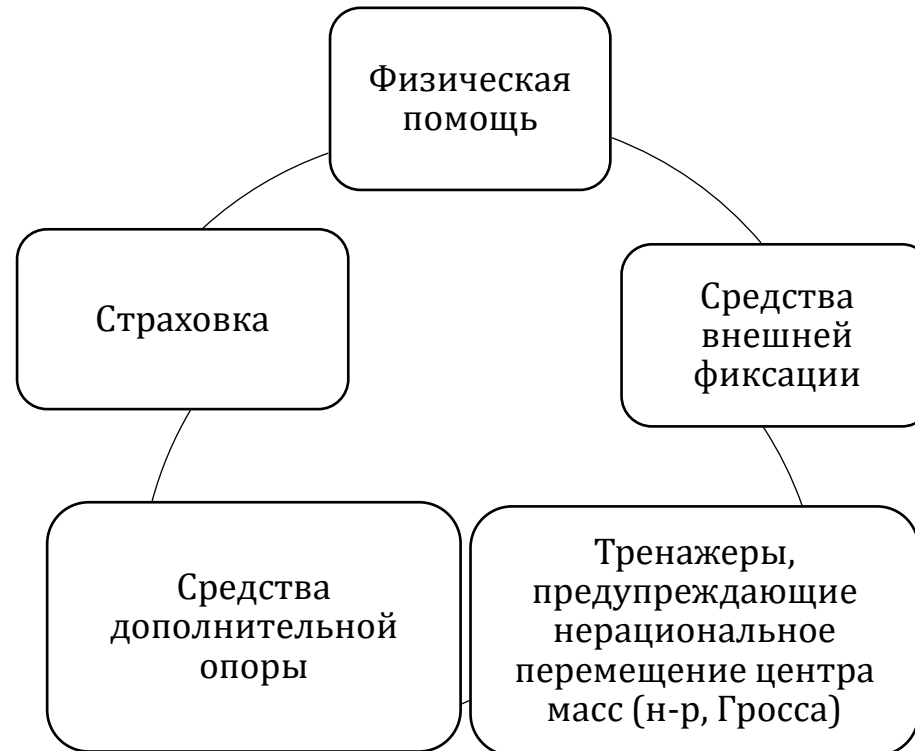 Физическая
помощь
Страховка
Средства
внешней
фиксации
Средства
дополнительной
опоры
Тренажеры,
предупреждающие
нерациональное
перемещение центра
масс (н-р, Гросса)